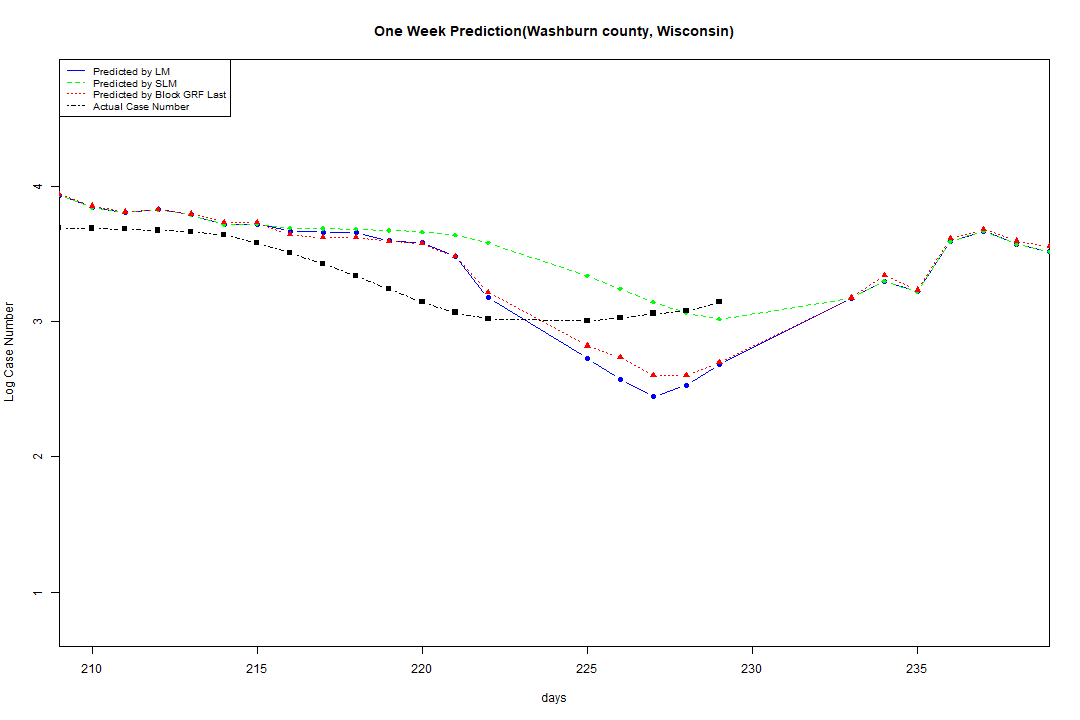 One Week Prediction(Washburn county, Wisconsin)
Predicted by LM
Predicted by SLM
Predicted by Block GRF Last
Actual Case Number
4
3
2
1
Log Case Number
210 215 220 225 230 235
days